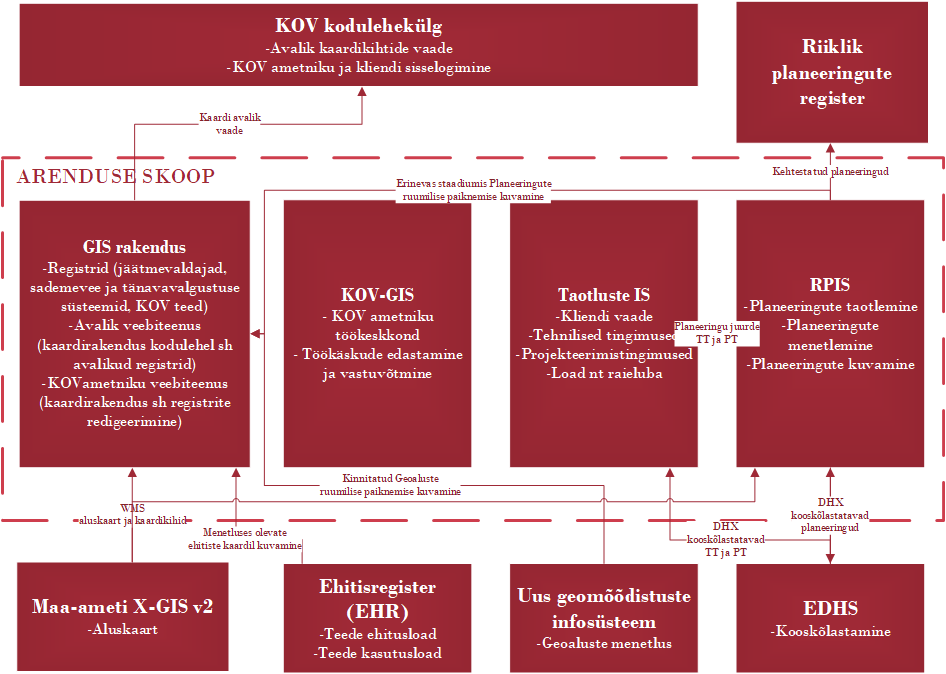 KOV kodulehekülg
-Avalik kaardikihtide vaade
-KOV ametniku ja kliendi sisselogimine
Riiklik
planeeringute
register
Kaardi avalik
vaade
Kehtestatud planeeringud
ARENDUSE SKOOP
Erinevas staadiumis Planeeringute
ruumilise paiknemise kuvamine
GIS rakendus
-Registrid (jäätmevaldajad,
sademevee ja tänavavalgustuse
süsteemid, KOV teed)
-Avalik veebiteenus
(kaardirakendus kodulehel sh
avalikud registrid)
-KOVametniku veebiteenus
(kaardirakendus sh registrite
redigeerimine)
KOV-GIS
- KOV ametniku
töökeskkond
- Töökäskude edastamine
ja vastuvõtmine
Taotluste IS
-Kliendi vaade
-Tehnilised tingimused
-Projekteerimistingimused
-Load nt raieluba
Planeeringu juurde
TT ja PT
RPIS
-Planeeringute taotlemine
-Planeeringute
menetlemine
-Planeeringute kuvamine
Kinnitatud Geoaluste
ruumilise paiknemise kuvamine
WMS
aluskaart ja kaardikihid
Menetluses olevate
ehitiste kaardil kuvamine
DHX
kooskõlastatavad
TT ja PT
DHX
kooskõlastatavad
planeeringud
Maa-ameti X-GIS v2
-Aluskaart
Ehitisregister
(EHR)
-Teede ehitusload
-Teede kasutusload
Uus geomõõdistuste
infosüsteem
-Geoaluste menetlus
EDHS
-Kooskõlastamine